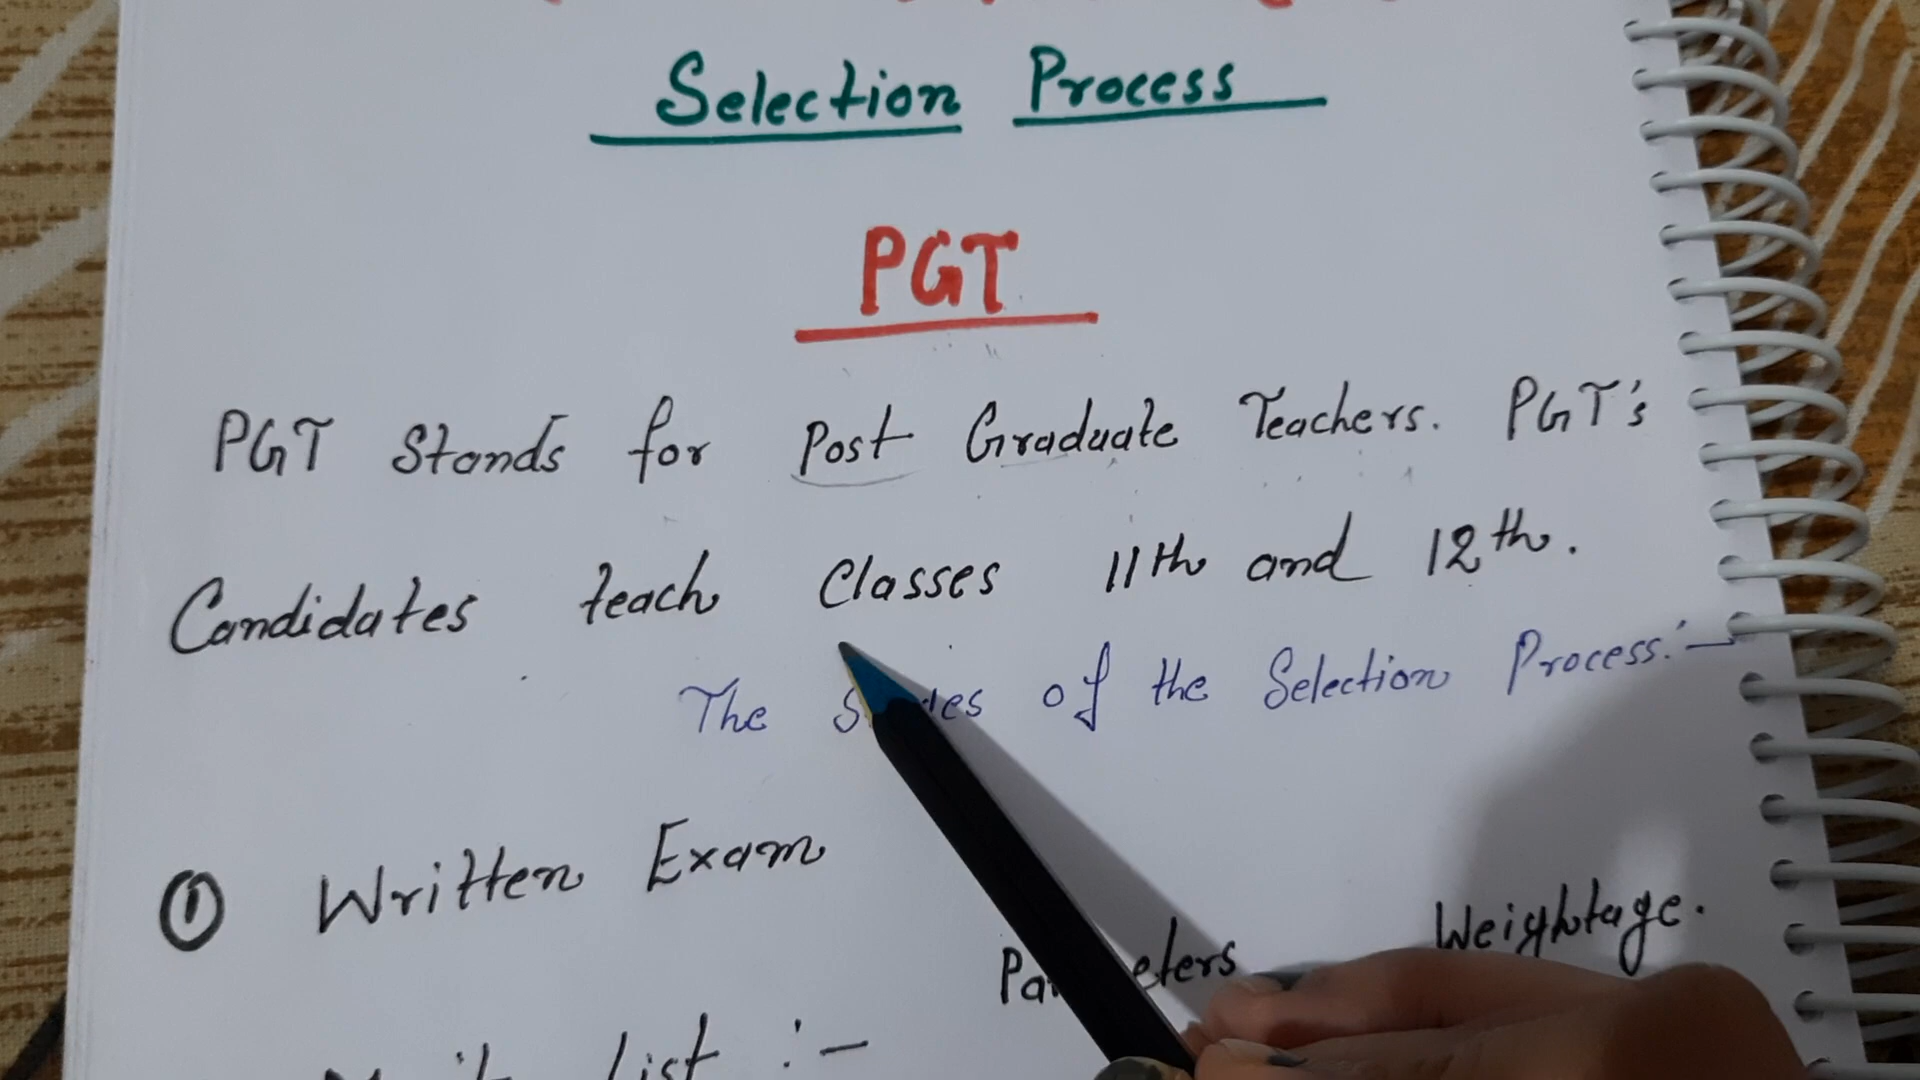 Selection Process
PGT
PGT Stands for Post Graduate Teachers. PGT's
Candidates teach Classes 11th and 12th.
The of the Selection Process:-
① Written Exam
Weightage.
list :-